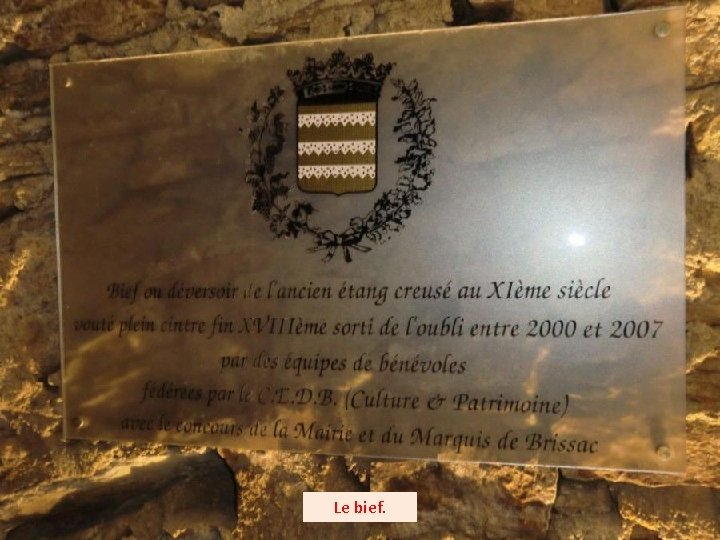 Bief ou déversoir de l'ancien étang creusé au XIème siècle
vouté plein cintre fin XVIIIème sorti de l'oubli entre 2000 et 2007
par des équipes de bénévoles
fédérées par le C.E.D.B. (Culture & Patrimoine)
avec le concours de la Mairie et du Marquis de Brissac
Le bief.